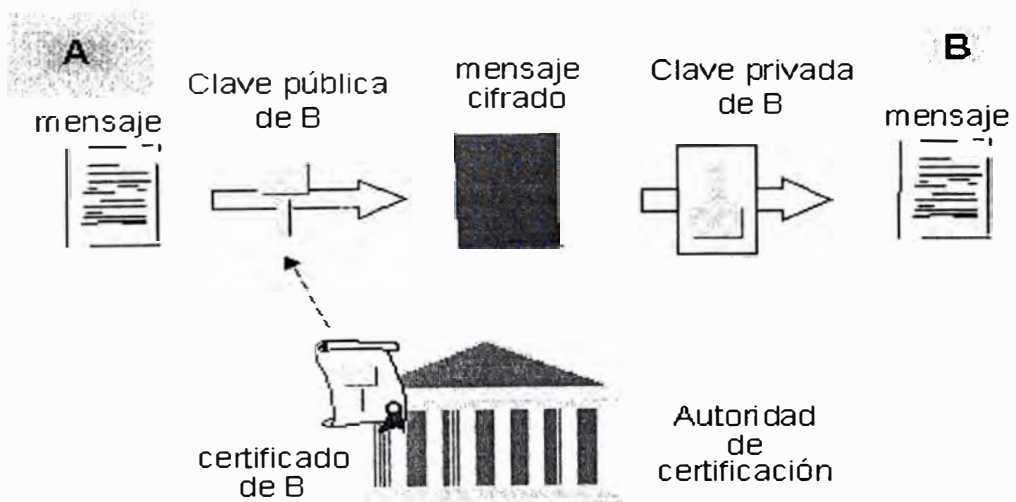 A
mensaje
Clave pública
de B
mensaje
cifrado
Clave privada
de B
B
mensaje
certificado
de B
Autoridad
de
certificación